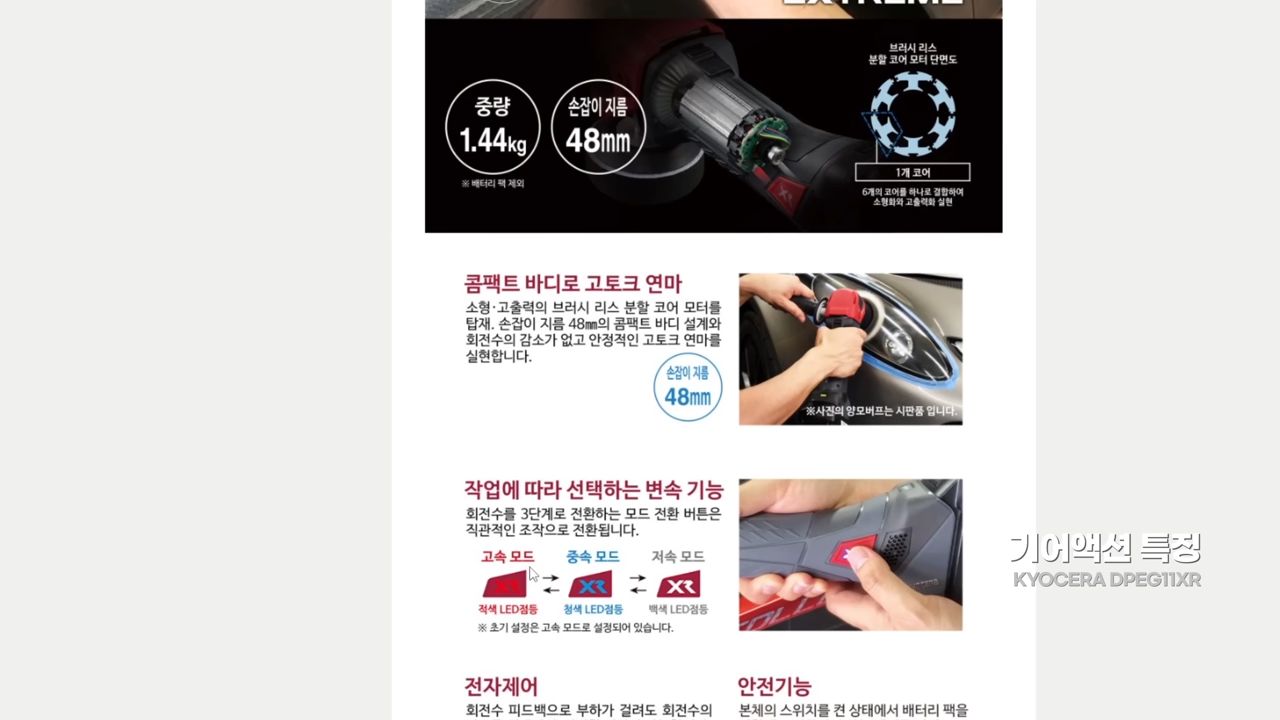 EXTREME
중량
1.44kg
※ 배터리 팩 제외
손잡이 지름
48mm
브러시 리스
분할 코어 모터 단면도
1개 코어
6개의 코어를 하나로 결합하여
소형화와 고출력화 실현
콤팩트 바디로 고토크 연마
소형·고출력의 브러시 리스 분할 코어 모터를
탑재. 손잡이 지름 48㎜의 콤팩트 바디 설계와
회전수의 감소가 없고 안정적인 고토크 연마를
실현합니다.
손잡이 지름
48mm
※사진의 양모버프는 시판품 입니다.
작업에 따라 선택하는 변속 기능
회전수를 3단계로 전환하는 모드 전환 버튼은
직관적인 조작으로 전환됩니다.
고속 모드
중속 모드
저속 모드
XR
XR
XR
적색 LED점등
청색 LED점등
백색 LED점등
※ 초기 설정은 고속 모드로 설정되어 있습니다.
기어액션 특징
KYOCERA DPEG11XR
전자제어
회전수 피드백으로 부하가 걸려도 회전수의
안전기능
본체의 스위치를 켠 상태에서 배터리 팩을